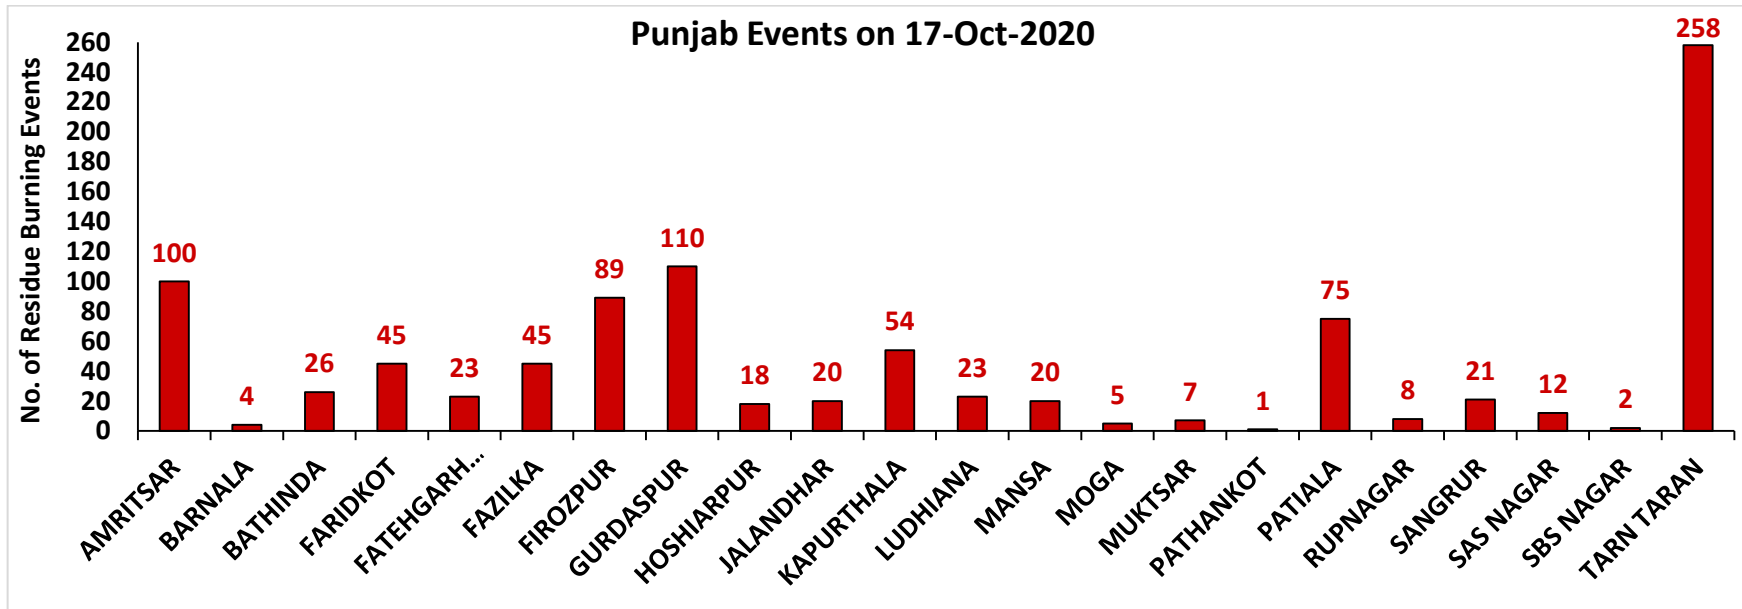 Punjab Events on 17-Oct-2020
No. of Residue Burning Events
260
240
220
200
180
160
140
120
100
80
60
40
20
0
100
4
26
45
23
45
89
110
18
20
54
23
20
5
7
1
75
8
21
12
2
258
AMRITSAR
BARNALA
BATHINDA
FARIDKOT
FATEHGARH...
FAZILKA
FIROZPUR
GURDASPUR
HOSHIARPUR
JALANDHAR
KAPURTHALA
LUDHIANA
MANSA
MOGA
MUKTSAR
PATHANKOT
PATIALA
RUPNAGAR
SANGRUR
SAS NAGAR
SBS NAGAR
TARN TARAN